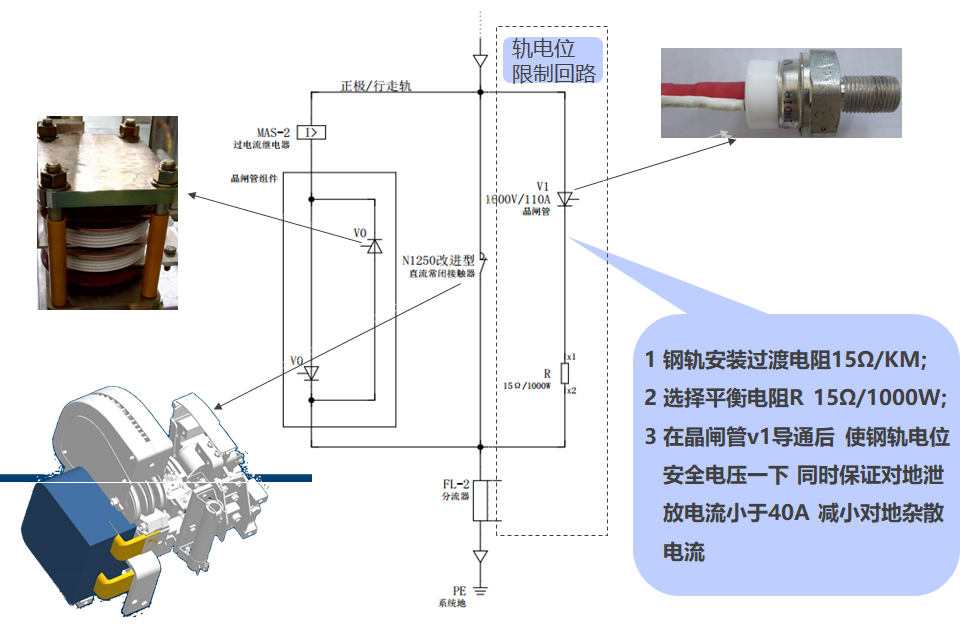 轨电位
限制回路
正极/行走轨
MAS-2
I>
过电流继电器
晶闸管组件
V0
V0
N1250改进型
直流常闭接触器
V1
1600V/110A
晶闸管
x1
R
15Ω/1000W
x2
FL-2
分流器
PE
系统地
INDIA
1 钢轨安装过渡电阻15Ω/KM;
2 选择平衡电阻R 15Ω/1000W;
3 在晶闸管v1导通后 使钢轨电位
安全电压一下 同时保证对地泄
放电流小于40A 减小对地杂散
电流